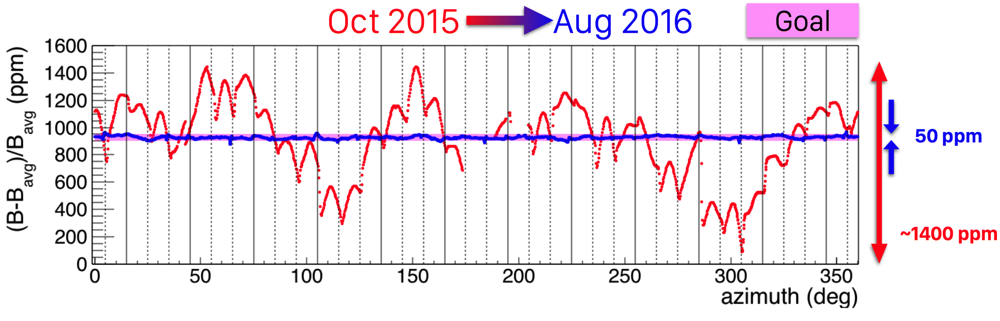 Oct 2015 Aug 2016 Goal
(B-B avg)/B avg (ppm)
1600
1400
1200
1000
800
600
400
200
0
0 50 100 150 200 250 300 350
azimuth (deg)
50 ppm
~1400 ppm